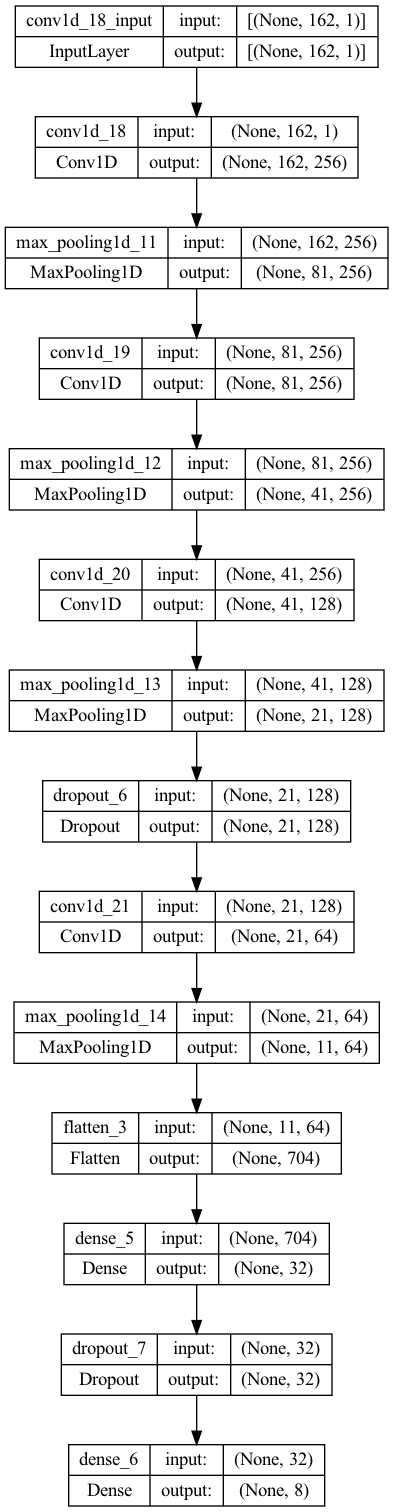 conv1d_18_input input: [(None, 162, 1)]
InputLayer output: [(None, 162, 1)]
conv1d_18 input: (None, 162, 1)
Conv1D output: (None, 162, 256)
max_pooling1d_11 input: (None, 162, 256)
MaxPooling1D output: (None, 81, 256)
conv1d_19 input: (None, 81, 256)
Conv1D output: (None, 81, 256)
max_pooling1d_12 input: (None, 81, 256)
MaxPooling1D output: (None, 41, 256)
conv1d_20 input: (None, 41, 256)
Conv1D output: (None, 41, 128)
max_pooling1d_13 input: (None, 41, 128)
MaxPooling1D output: (None, 21, 128)
dropout_6 input: (None, 21, 128)
Dropout output: (None, 21, 128)
conv1d_21 input: (None, 21, 128)
Conv1D output: (None, 21, 64)
max_pooling1d_14 input: (None, 21, 64)
MaxPooling1D output: (None, 11, 64)
flatten_3 input: (None, 11, 64)
Flatten output: (None, 704)
dense_5 input: (None, 704)
Dense output: (None, 32)
dropout_7 input: (None, 32)
Dropout output: (None, 32)
dense_6 input: (None, 32)
Dense output: (None, 8)